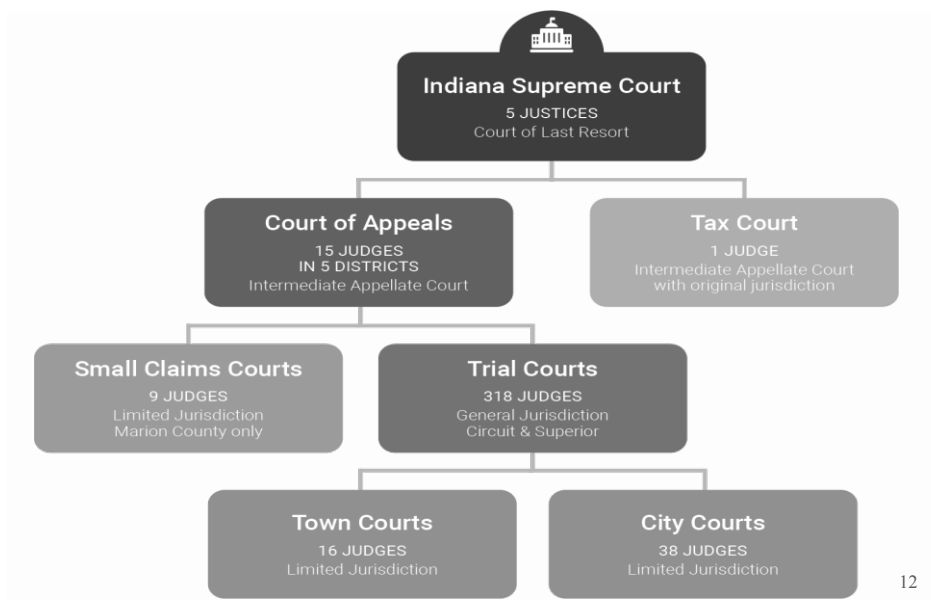 Indiana Supreme Court
5 JUSTICES
Court of Last Resort
Court of Appeals
15 JUDGES
IN 5 DISTRICTS
Intermediate Appellate Court
Tax Court
1 JUDGE
Intermediate Appellate Court
with original jurisdiction
Small Claims Courts
9 JUDGES
Limited Jurisdiction
Marion County only
Trial Courts
318 JUDGES
General Jurisdiction
Circuit & Superior
Town Courts
16 JUDGES
Limited Jurisdiction
City Courts
38 JUDGES
Limited Jurisdiction
12